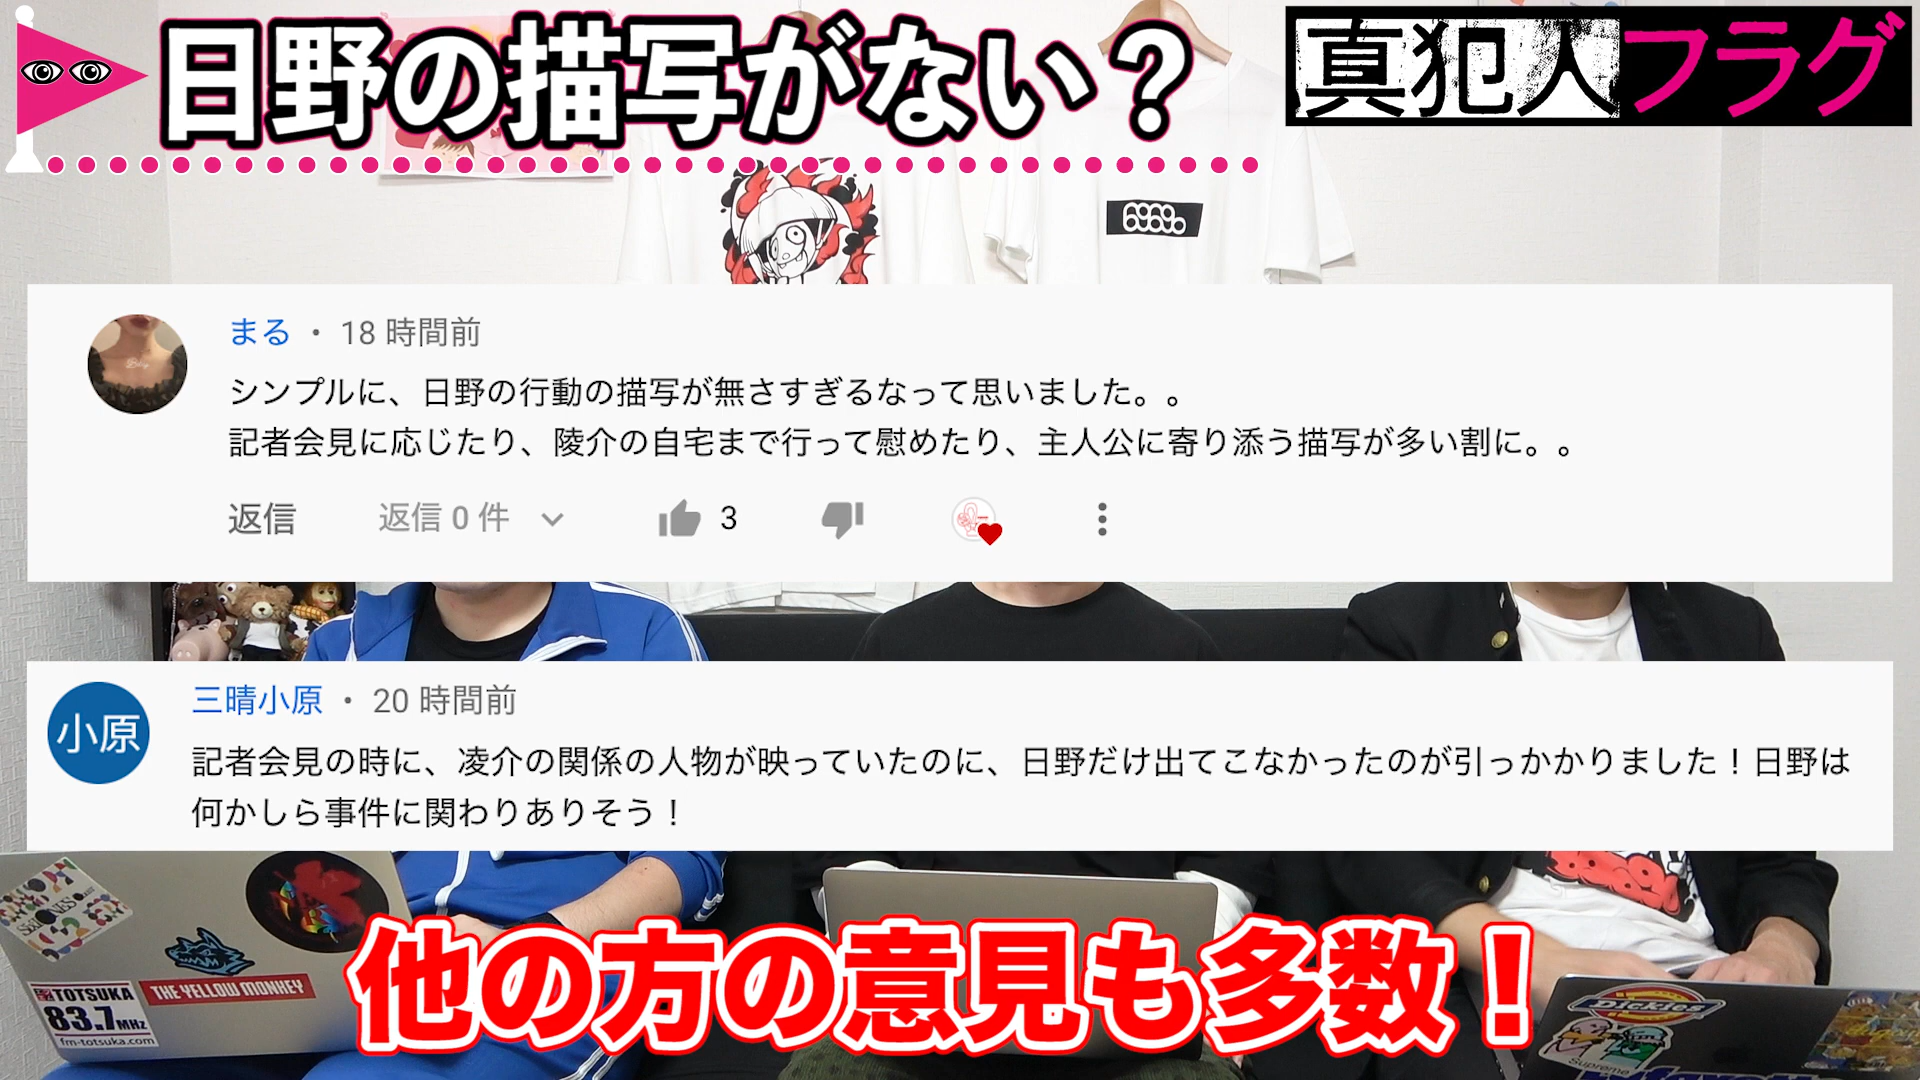 日野の描写がない？
真犯人フラグ
6969b
まる ・ 18 時間前
シンプルに、日野の行動の描写が無さすぎるなって思いました。。
記者会見に応じたり、陵介の自宅まで行って慰めたり、主人公に寄り添う描写が多い割に。。
返信 返信 0 件 3
小原
三晴小原 ・ 20 時間前
記者会見の時に、凌介の関係の人物が映っていたのに、日野だけ出てこなかったのが引っかかりました！日野は
何かしら事件に関わりありそう！
THE YELLOW MONKEY
TOTSUKA
83.7MHz
fm-totsuka.com
Dickies
Supreme
他の方の意見も多数！